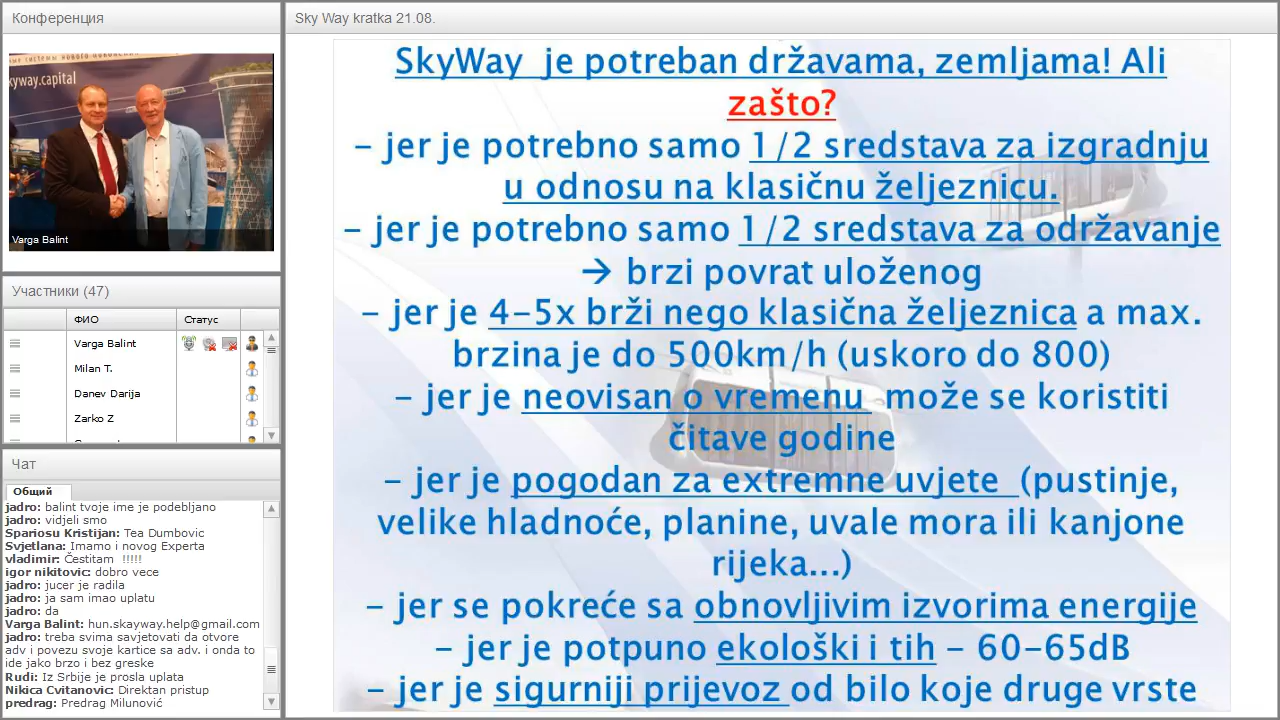 Конференция
kyway.capital
Varga Balint
Участники (47)
ФИО
Статус
Varga Balint
Milan T.
Danev Darija
Zarko Z
Чат
Общий
jadro: balint tvoje ime je podebljano
jadro: vidjeli smo
Spariosu Kristijan: Tea Dumbovic
Svjetlana: Imamo i novog Experta
vladimir: Čestitam !!!!!
igor nikitovic: dobro vece
jadro: jucer je radila
jadro: ja sam imao uplatu
jadro: da
Varga Balint: hun.skayway.help@gmail.com
jadro: treba svima savjetovati da otvore
adv i povezu svoje kartice sa adv. i onda to
ide jako brzo i bez greske
Rudi: Iz Srbije je prosla uplata
Nikica Cvitanovic: Direktan pristup
predrag: Predrag Milunović
Sky Way kratka 21.08.
SkyWay je potreban državama, zemljama! Ali
zašto?
- jer je potrebno samo 1/2 sredstava za izgradnju
u odnosu na klasičnu željeznicu.
- jer je potrebno samo 1/2 sredstava za održavanje
→ brzi povrat uloženog
- jer je 4-5x brži nego klasična željeznica a max.
brzina je do 500km/h (uskoro do 800)
- jer je neovisan o vremenu može se koristiti
čitave godine
- jer je pogodan za extremne uvjete (pustinje,
velike hladnoće, planine, uvale mora ili kanjone
rijeka...)
- jer se pokreće sa obnovljivim izvorima energije
- jer je potpuno ekološki i tih - 60-65dB
- jer je sigurniji prijevoz od bilo koje druge vrste